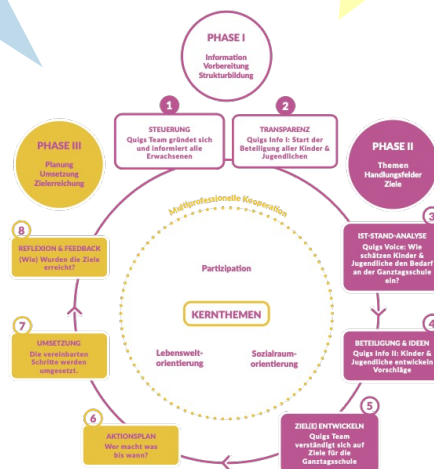 PHASE I
Information
Vorbereitung
Strukturbildung
1
STEUERUNG
Quigs Team gründet sich
und informiert alle
Erwachsenen
2
TRANSPARENZ
Quigs Info I: Start der
Beteiligung aller Kinder &
Jugendlichen
PHASE III
Planung
Umsetzung
Zielerreichung
PHASE II
Themen
Handlungsfelder
Ziele
Multiprofessionelle Kooperation
Partizipation
KERNTHEMEN
Lebenswelt-
orientierung
Sozialraum-
orientierung
3
IST-STAND-ANALYSE
Quigs Voice: Wie
schätzen Kinder &
Jugendliche den Bedarf
an der Ganztagsschule
ein?
4
BETEILIGUNG & IDEEN
Quigs Info II: Kinder &
Jugendliche entwickeln
Vorschläge
5
ZIEL(E) ENTWICKELN
Quigs Team
verständigt sich auf
Ziele für die
Ganztagsschule
6
AKTIONSPLAN
Wer macht was
bis wann?
7
UMSETZUNG
Die vereinbarten
Schritte werden
umgesetzt.
8
REFLEXION & FEEDBACK
(Wie) Wurden die Ziele
erreicht?